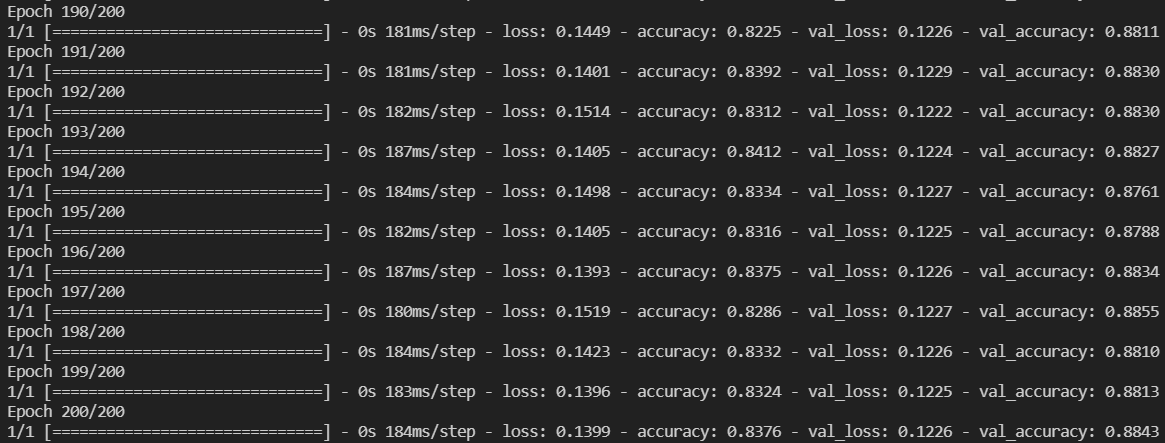 Epoch 190/200
1/1 [==============================] - 0s 181ms/step - loss: 0.1449 - accuracy: 0.8225 - val_loss: 0.1226 - val_accuracy: 0.8811
Epoch 191/200
1/1 [==============================] - 0s 181ms/step - loss: 0.1401 - accuracy: 0.8392 - val_loss: 0.1229 - val_accuracy: 0.8830
Epoch 192/200
1/1 [==============================] - 0s 182ms/step - loss: 0.1514 - accuracy: 0.8312 - val_loss: 0.1222 - val_accuracy: 0.8830
Epoch 193/200
1/1 [==============================] - 0s 187ms/step - loss: 0.1405 - accuracy: 0.8412 - val_loss: 0.1224 - val_accuracy: 0.8827
Epoch 194/200
1/1 [==============================] - 0s 184ms/step - loss: 0.1498 - accuracy: 0.8334 - val_loss: 0.1227 - val_accuracy: 0.8761
Epoch 195/200
1/1 [==============================] - 0s 182ms/step - loss: 0.1405 - accuracy: 0.8316 - val_loss: 0.1225 - val_accuracy: 0.8788
Epoch 196/200
1/1 [==============================] - 0s 187ms/step - loss: 0.1393 - accuracy: 0.8375 - val_loss: 0.1226 - val_accuracy: 0.8834
Epoch 197/200
1/1 [==============================] - 0s 180ms/step - loss: 0.1519 - accuracy: 0.8286 - val_loss: 0.1227 - val_accuracy: 0.8855
Epoch 198/200
1/1 [==============================] - 0s 184ms/step - loss: 0.1423 - accuracy: 0.8332 - val_loss: 0.1226 - val_accuracy: 0.8810
Epoch 199/200
1/1 [==============================] - 0s 183ms/step - loss: 0.1396 - accuracy: 0.8324 - val_loss: 0.1225 - val_accuracy: 0.8813
Epoch 200/200
1/1 [==============================] - 0s 184ms/step - loss: 0.1399 - accuracy: 0.8376 - val_loss: 0.1226 - val_accuracy: 0.8843